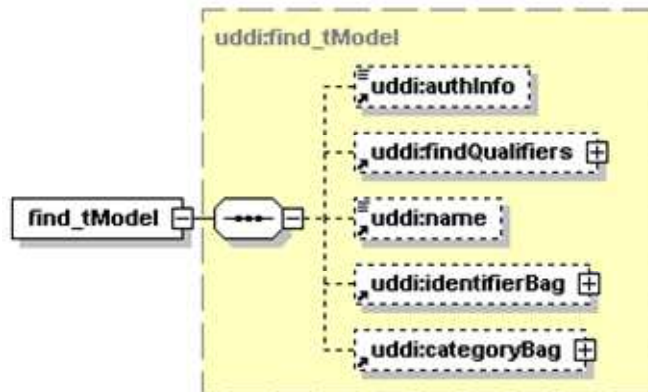 uddi:find_tModel
uddi:authInfo
uddi:findQualifiers
find_tModel
uddi:name
uddi:identifierBag
uddi:categoryBag